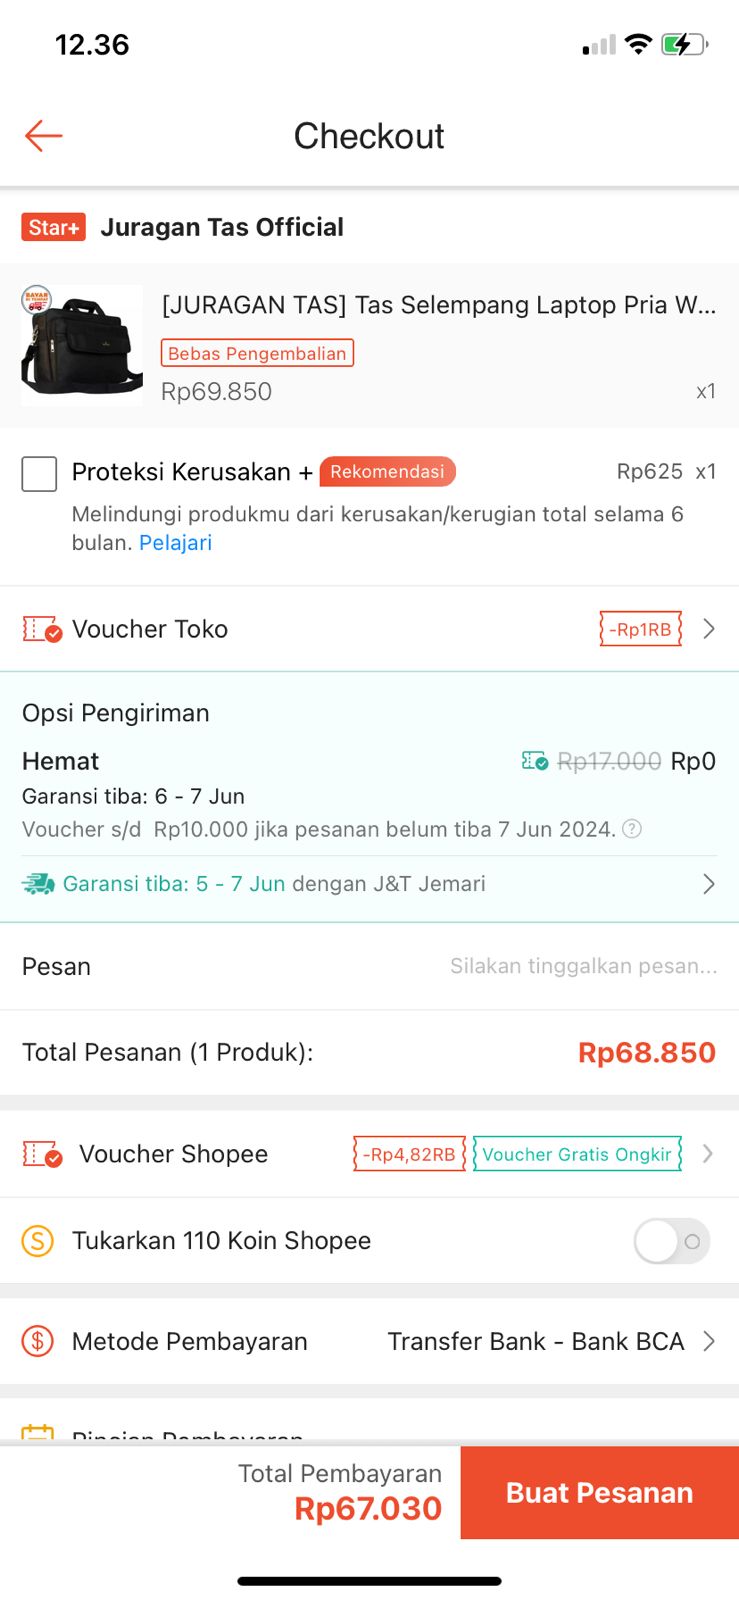 12.36
Checkout
Star+ Juragan Tas Official
BAYAR DI TEMPAT
[JURAGAN TAS] Tas Selempang Laptop Pria W...
Bebas Pengembalian
Rp69.850 x1
Proteksi Kerusakan + Rekomendasi Rp625 x1
Melindungi produkmu dari kerusakan/kerugian total selama 6
bulan. Pelajari
Voucher Toko -Rp1RB
Opsi Pengiriman
Hemat Rp17.000 Rp0
Garansi tiba: 6 - 7 Jun
Voucher s/d Rp10.000 jika pesanan belum tiba 7 Jun 2024. ?
Garansi tiba: 5 - 7 Jun dengan J&T Jemari
Pesan Silakan tinggalkan pesan...
Total Pesanan (1 Produk): Rp68.850
Voucher Shopee -Rp4,82RB Voucher Gratis Ongkir
S Tukarkan 110 Koin Shopee
$ Metode Pembayaran Transfer Bank - Bank BCA
Rincian Pembayaran
Total Pembayaran
Rp67.030
Buat Pesanan